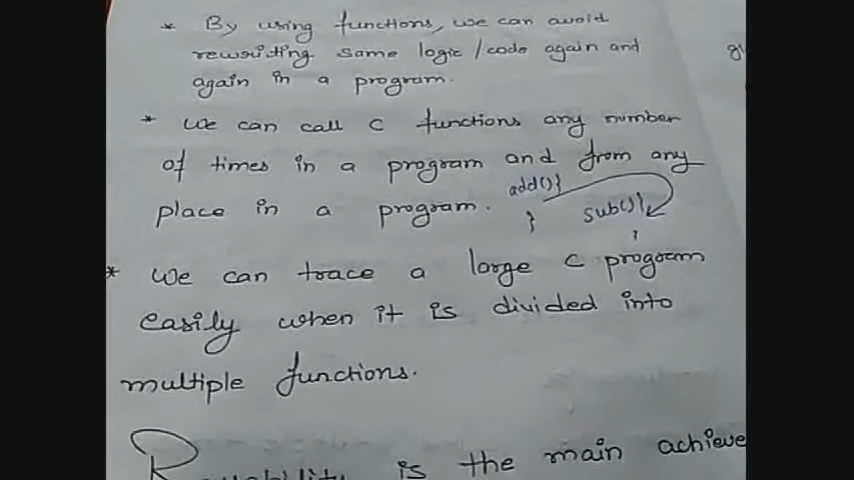 * By using functions, we can avoid
rewriting same logic/code again and
again in a program.
* We can call C functions any number
of times in a program and from any
place in a program. add(){
} sub(){
}
* We can trace a large C program
easily when it is divided into
multiple functions.
is the main achieve